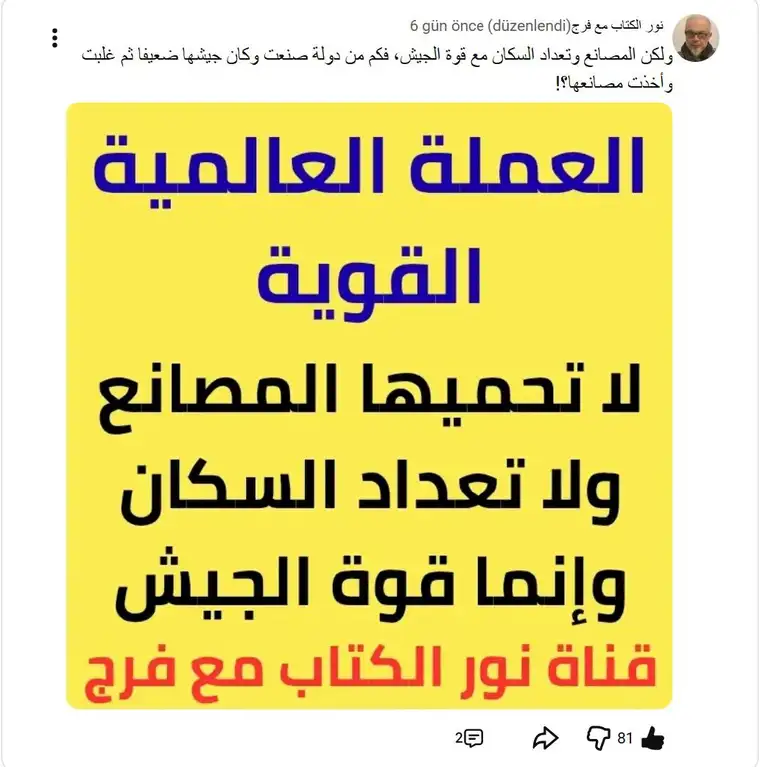 نور الكتاب مع فرج 6 gün önce (düzenlendi)
ولكن المصانع وتعداد السكان مع قوة الجيش، فكم من دولة صنعت وكان جيشها ضعيفا ثم غلبت
وأخذت مصانعها؟!
العملة العالمية
القوية
لا تحميها المصانع
ولا تعداد السكان
وإنما قوة الجيش
قناة نور الكتاب مع فرج
81
2